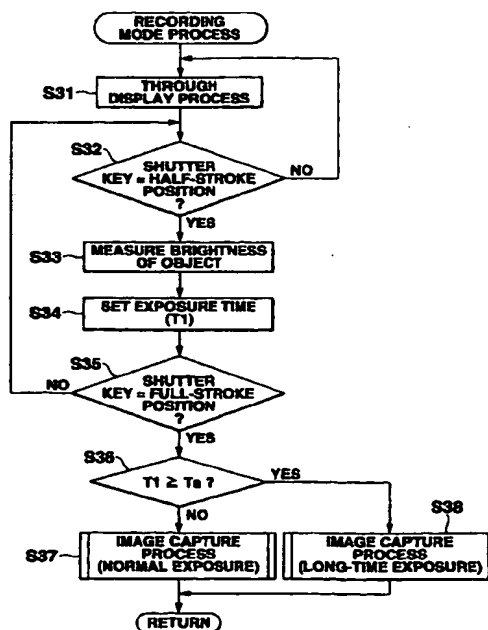 RECORDING
MODE PROCESS
S31
THROUGH
DISPLAY PROCESS
S32
SHUTTER
KEY = HALF-STROKE
POSITION
?
NO
YES
S33
MEASURE BRIGHTNESS
OF OBJECT
S34
SET EXPOSURE TIME
(T1)
S35
SHUTTER
KEY = FULL-STROKE
POSITION
?
NO
YES
S36
T1 ≥ Ta ?
YES
NO
S37
IMAGE CAPTURE
PROCESS
(NORMAL EXPOSURE)
S38
IMAGE CAPTURE
PROCESS
(LONG-TIME EXPOSURE)
RETURN